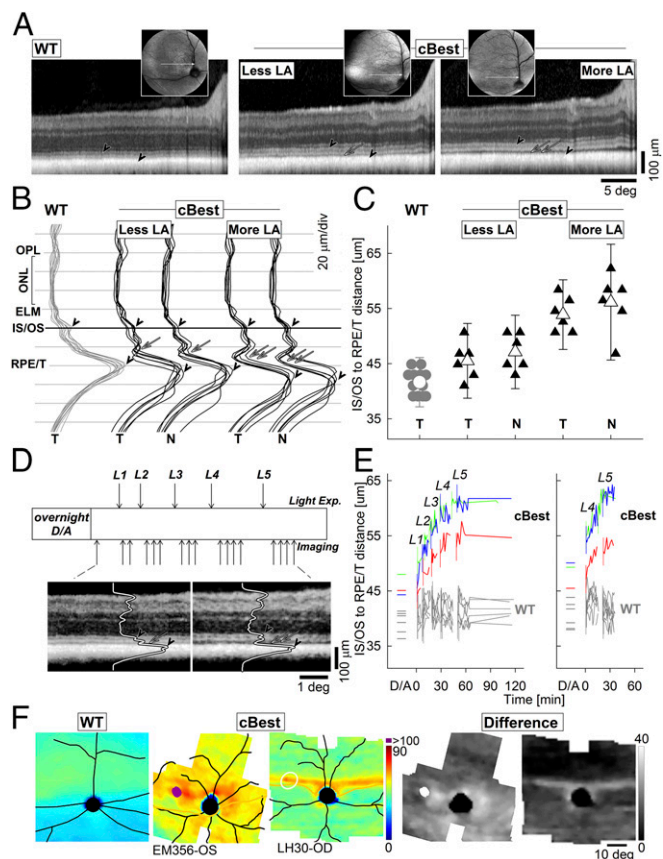 A
WT
cBest
Less LA
More LA
100 µm
5 deg
B
WT
cBest
Less LA
More LA
20 µm/div
OPL
ONL
ELM
IS/OS
RPE/T
T
T
N
T
N
C
WT
cBest
Less LA
More LA
IS/OS to RPE/T distance [um]
65
55
45
35
T
T
N
T
N
D
L1
L2
L3
L4
L5
Light Exp.
overnight
D/A
Imaging
100 µm
1 deg
E
IS/OS to RPE/T distance [um]
65
55
45
35
L1
L2
L3
L4
L5
cBest
WT
D/A
0
30
60
90
120
L4
L5
cBest
WT
D/A
0
30
60
Time [min]
F
WT
cBest
EM356-OS
LH30-OD
>100
90
0
Difference
40
0
10 deg